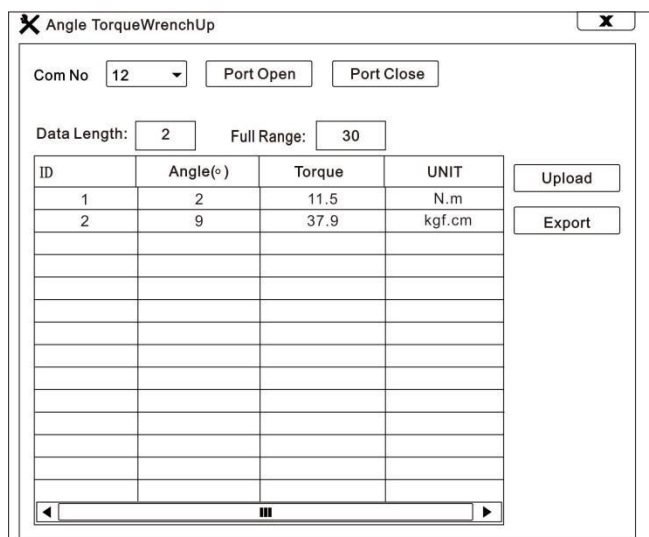 Angle TorqueWrenchUp X
Com No 12 Port Open Port Close
Data Length: 2 Full Range: 30
ID Angle(°) Torque UNIT Upload
1 2 11.5 N.m
2 9 37.9 kgf.cm Export